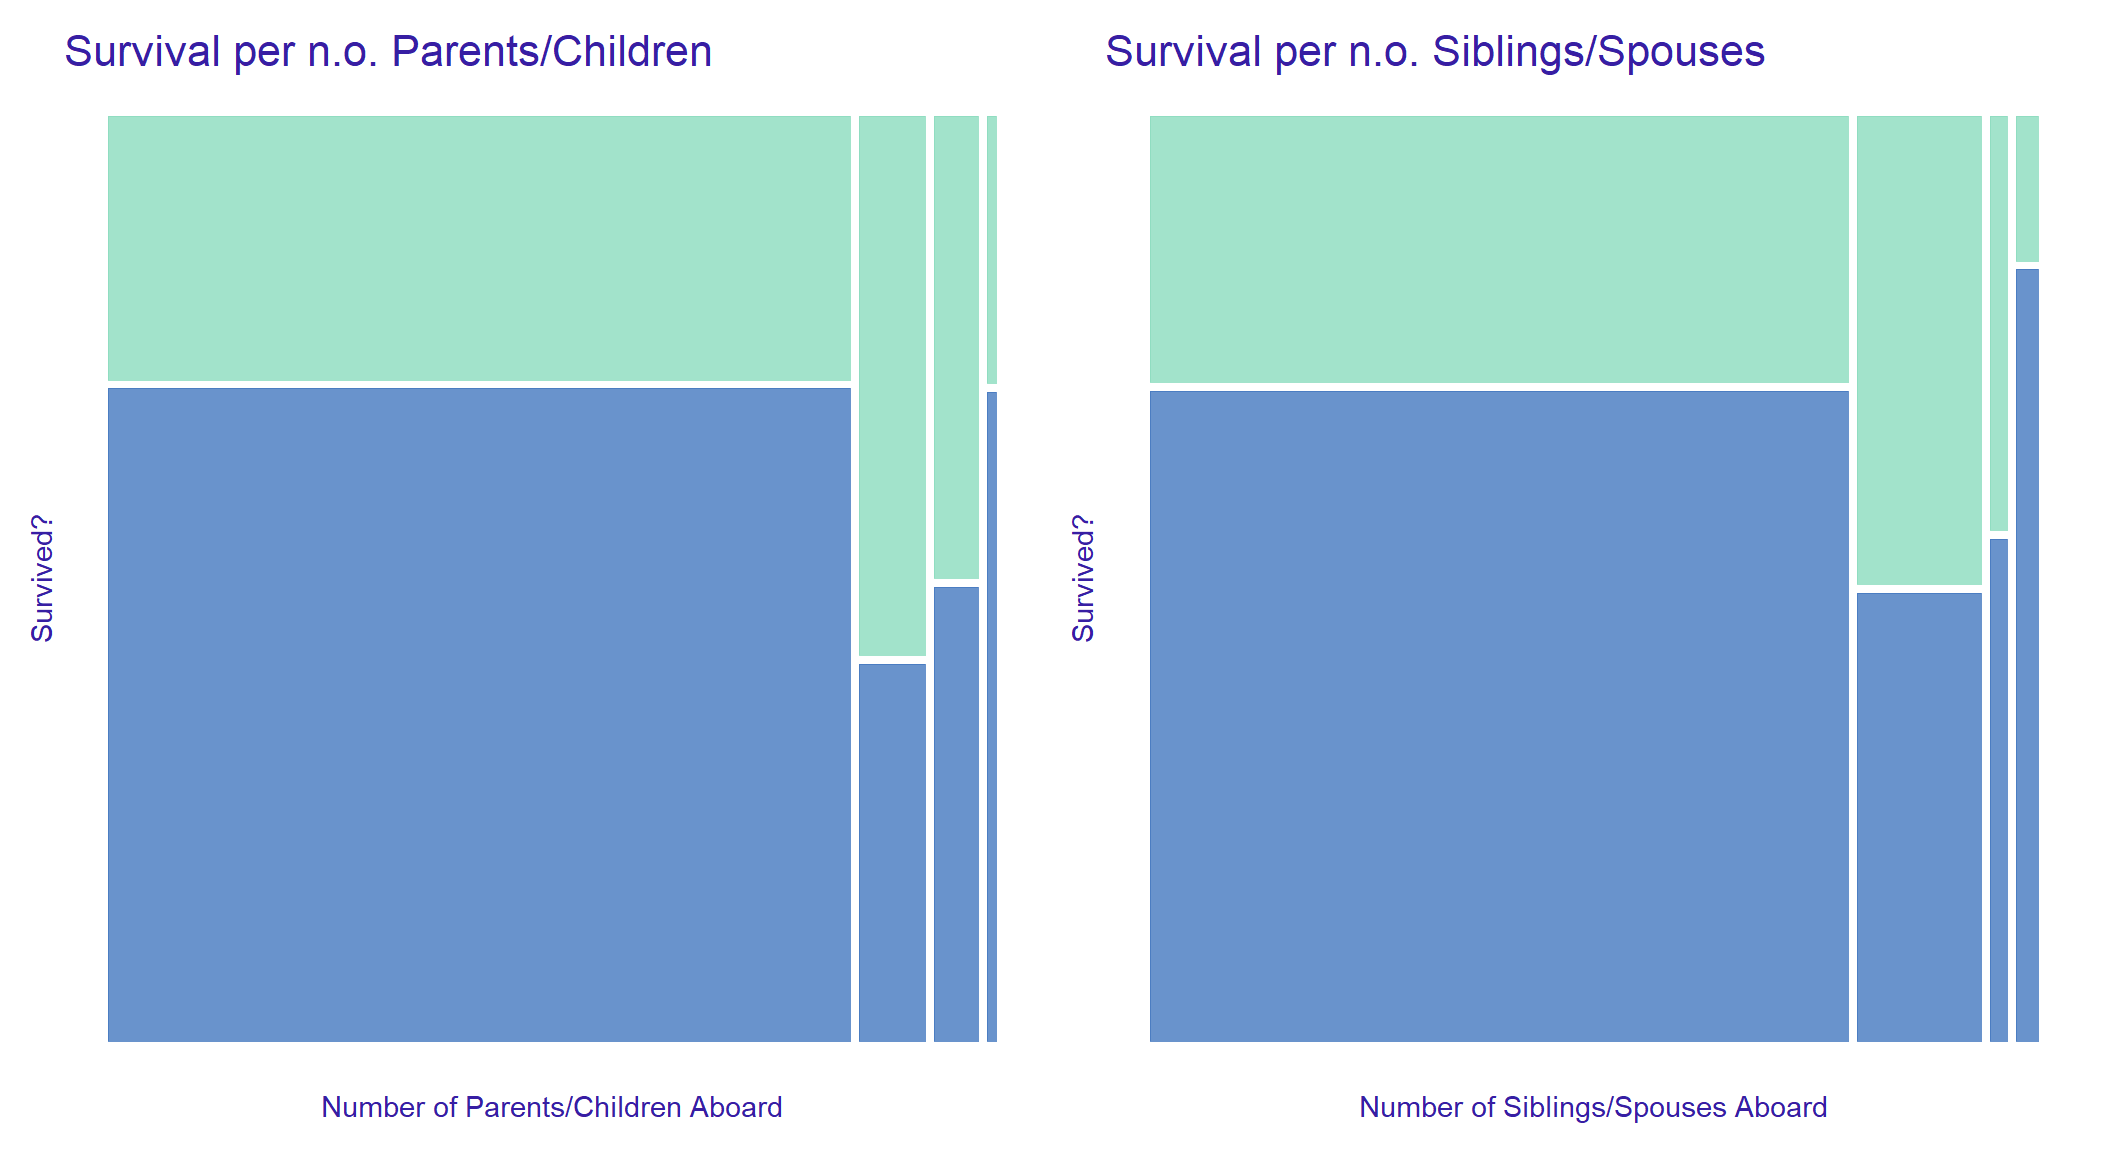 Survival per n.o. Parents/Children
Survived?
Number of Parents/Children Aboard
Survival per n.o. Siblings/Spouses
Survived?
Number of Siblings/Spouses Aboard